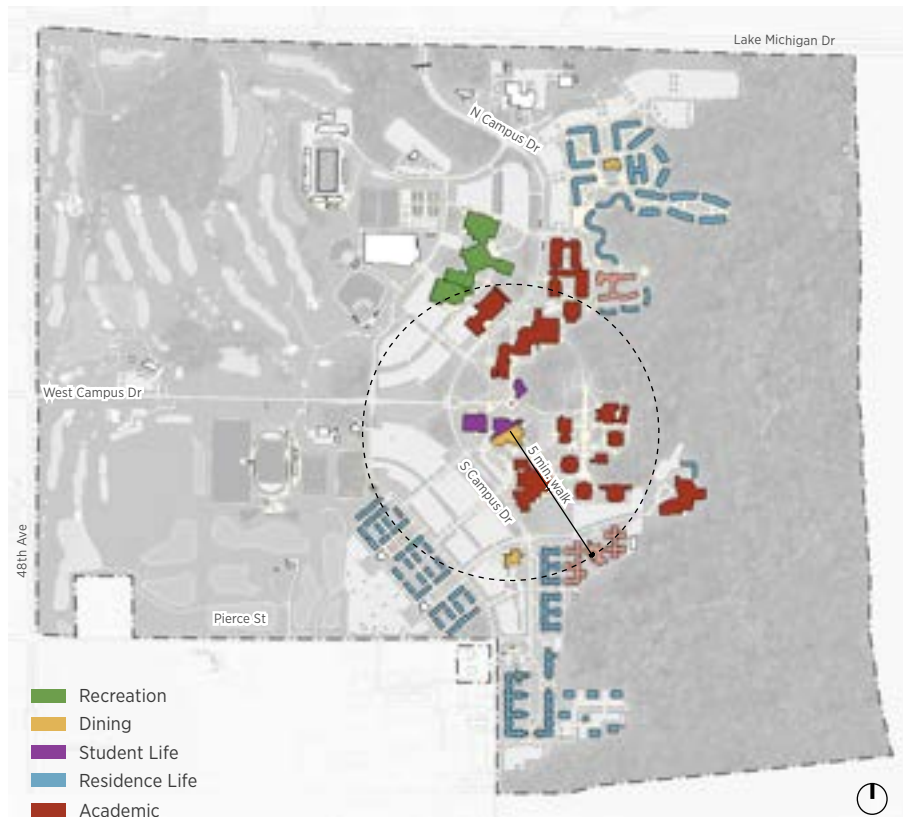 Lake Michigan Dr
N Campus Dr
West Campus Dr
5 min. walk
S Campus Dr
48th Ave
Pierce St
Recreation
Dining
Student Life
Residence Life
Academic